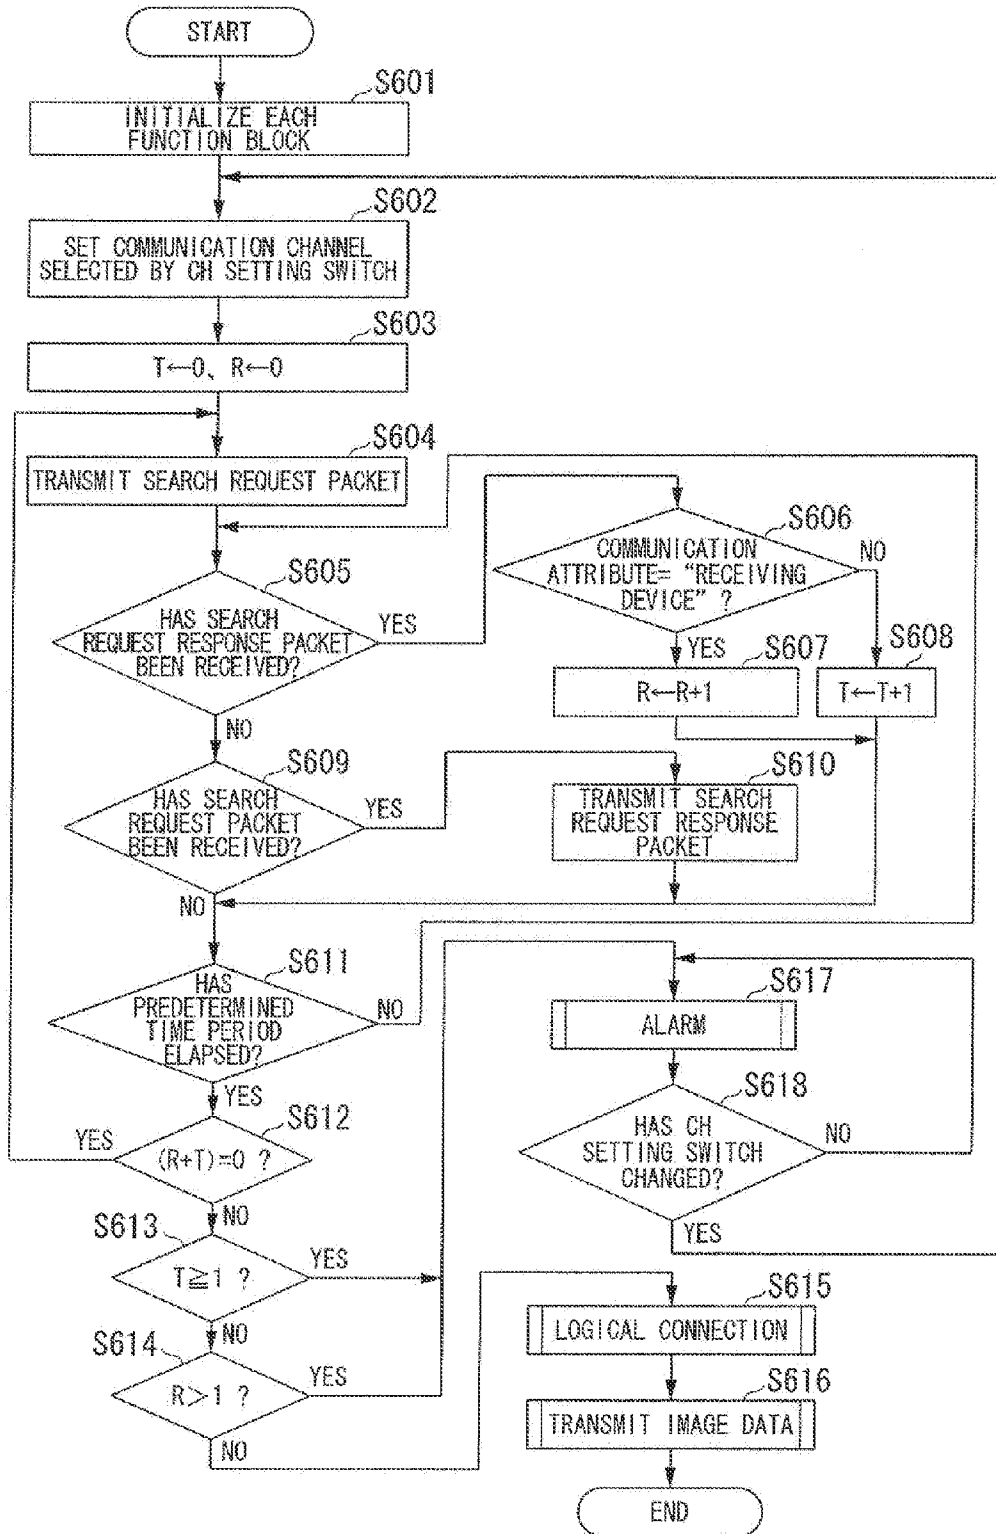 START
S601
INITIALIZE EACH
FUNCTION BLOCK
S602
SET COMMUNICATION CHANNEL
SELECTED BY CH SETTING SWITCH
S603
T←0、R←0
S604
TRANSMIT SEARCH REQUEST PACKET
S605
HAS SEARCH
REQUEST RESPONSE PACKET
BEEN RECEIVED?
YES
NO
S606
COMMUNICATION
ATTRIBUTE= “RECEIVING
DEVICE” ?
NO
YES
S607
R←R+1
S608
T←T+1
S609
HAS SEARCH
REQUEST PACKET
BEEN RECEIVED?
YES
NO
S610
TRANSMIT SEARCH
REQUEST RESPONSE
PACKET
S611
HAS
PREDETERMINED
TIME PERIOD
ELAPSED?
NO
YES
S612
(R+T)=0 ?
YES
NO
S613
T≧1 ?
YES
NO
S614
R>1 ?
YES
NO
S617
ALARM
S618
HAS CH
SETTING SWITCH
CHANGED?
NO
YES
S615
LOGICAL CONNECTION
S616
TRANSMIT IMAGE DATA
END